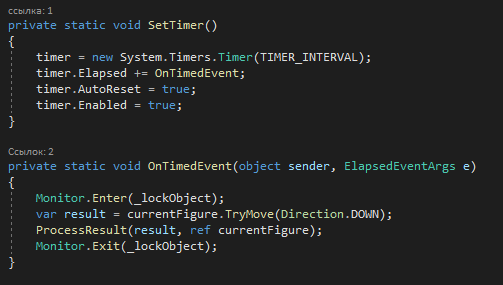 ссылка: 1
private static void SetTimer()
{
timer = new System.Timers.Timer(TIMER_INTERVAL);
timer.Elapsed += OnTimedEvent;
timer.AutoReset = true;
timer.Enabled = true;
}
Ссылок: 2
private static void OnTimedEvent(object sender, ElapsedEventArgs e)
{
Monitor.Enter(_lockObject);
var result = currentFigure.TryMove(Direction.DOWN);
ProcessResult(result, ref currentFigure);
Monitor.Exit(_lockObject);
}